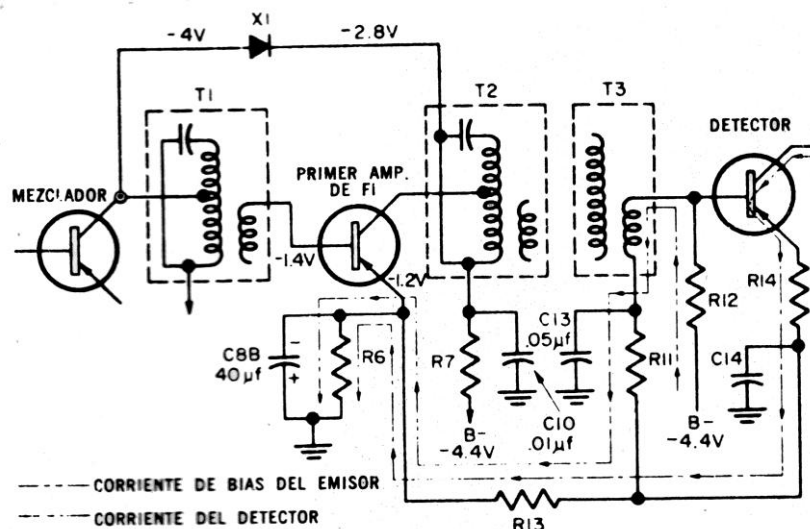 X1
-4V
-2.8V
T1
T2
T3
DETECTOR
MEZCLADOR
PRIMER AMP.
DE FI
-1.4V
-1.2V
R12
R14
C8B
40µf
-
+
R6
R7
C13
.05µf
R11
C14
C10
.01µf
B-
-4.4V
B-
-4.4V
CORRIENTE DE BIAS DEL EMISOR
CORRIENTE DEL DETECTOR
R13